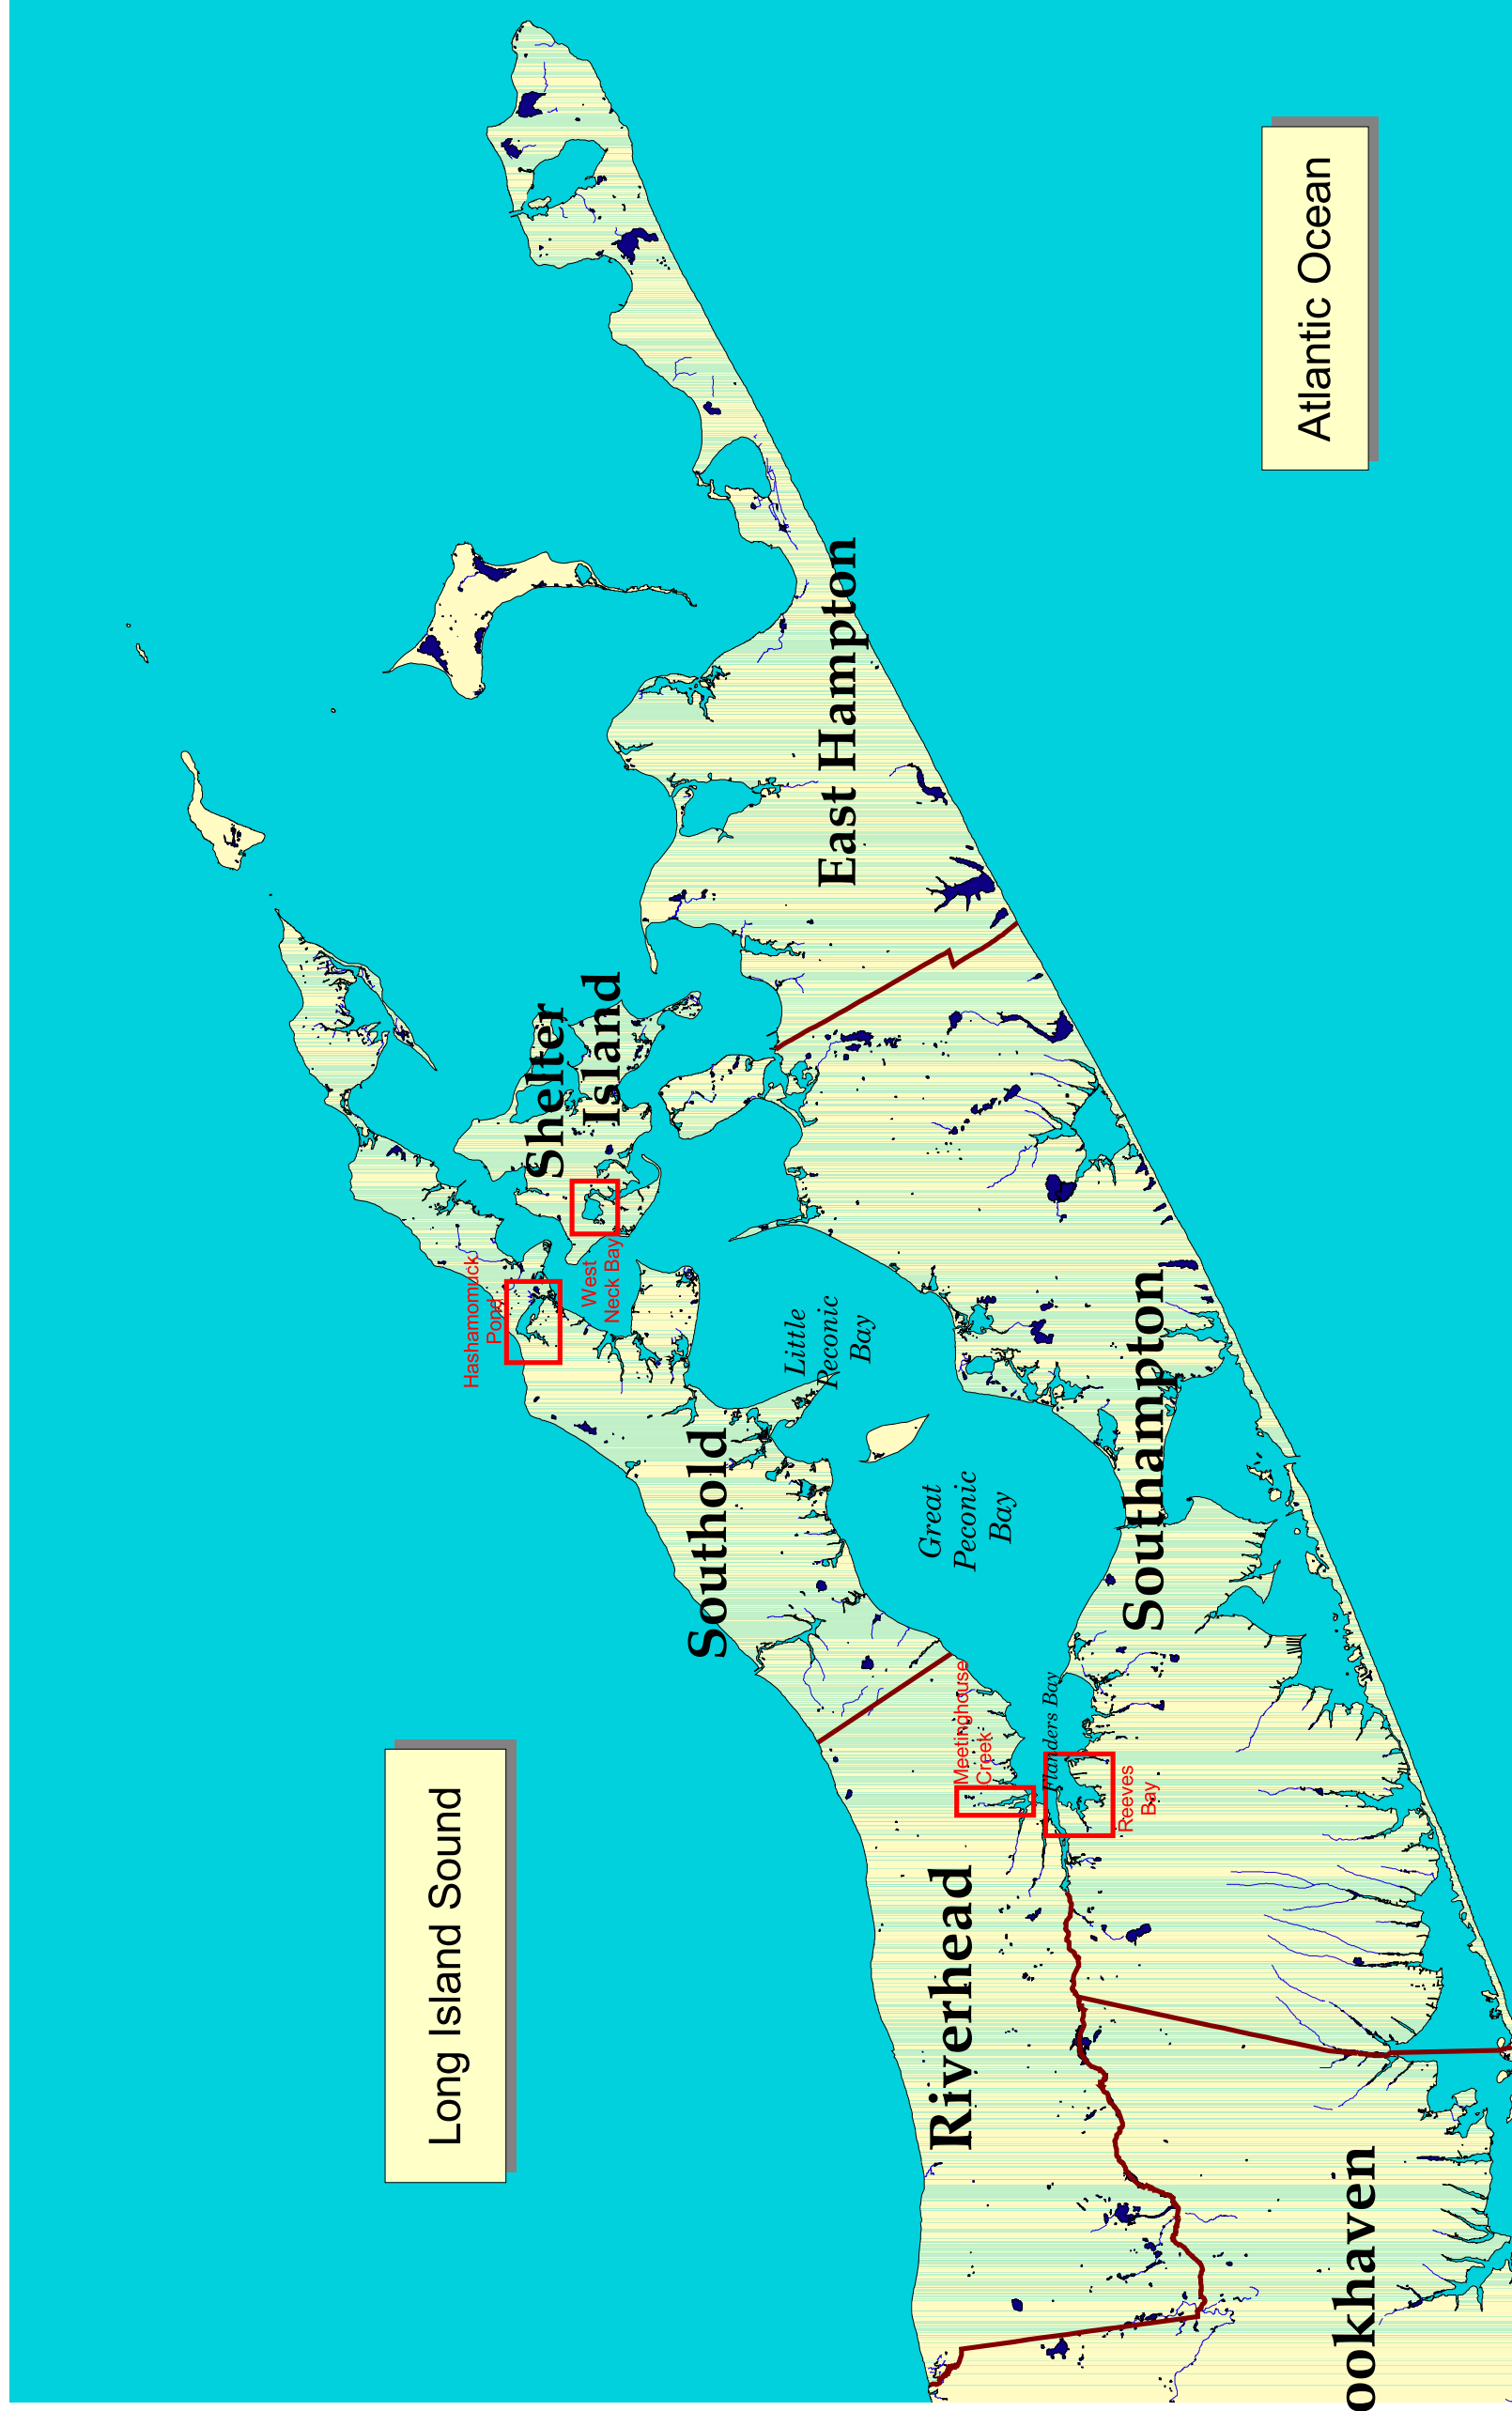 Long Island Sound
Atlantic Ocean
East Hampton
Shelter
Island
Hashamomuck
Pond
West
Neck Bay
Little
Peconic
Bay
Southold
Great
Peconic
Bay
Southampton
Meetinghouse
Creek
Flanders Bay
Reeves
Bay
Riverhead
ookhaven